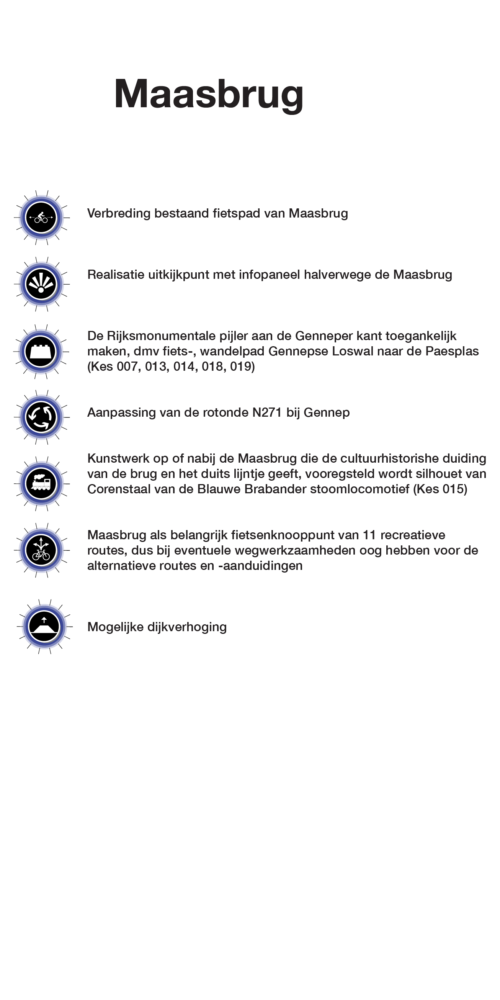 Maasbrug
Verbreding bestaand fietspad van Maasbrug
Realisatie uitkijkpunt met infopaneel halverwege de Maasbrug
De Rijksmonumentale pijler aan de Genneper kant toegankelijk
maken, dmv fiets-, wandelpad Gennepse Loswal naar de Paesplas
(Kes 007, 013, 014, 018, 019)
Aanpassing van de rotonde N271 bij Gennep
Kunstwerk op of nabij de Maasbrug die de cultuurhistorishe duiding
van de brug en het duits lijntje geeft, vooregsteld wordt silhouet van
Corenstaal van de Blauwe Brabander stoomlocomotief (Kes 015)
Maasbrug als belangrijk fietsenknooppunt van 11 recreatieve
routes, dus bij eventuele wegwerkzaamheden oog hebben voor de
alternatieve routes en -aanduidingen
Mogelijke dijkverhoging